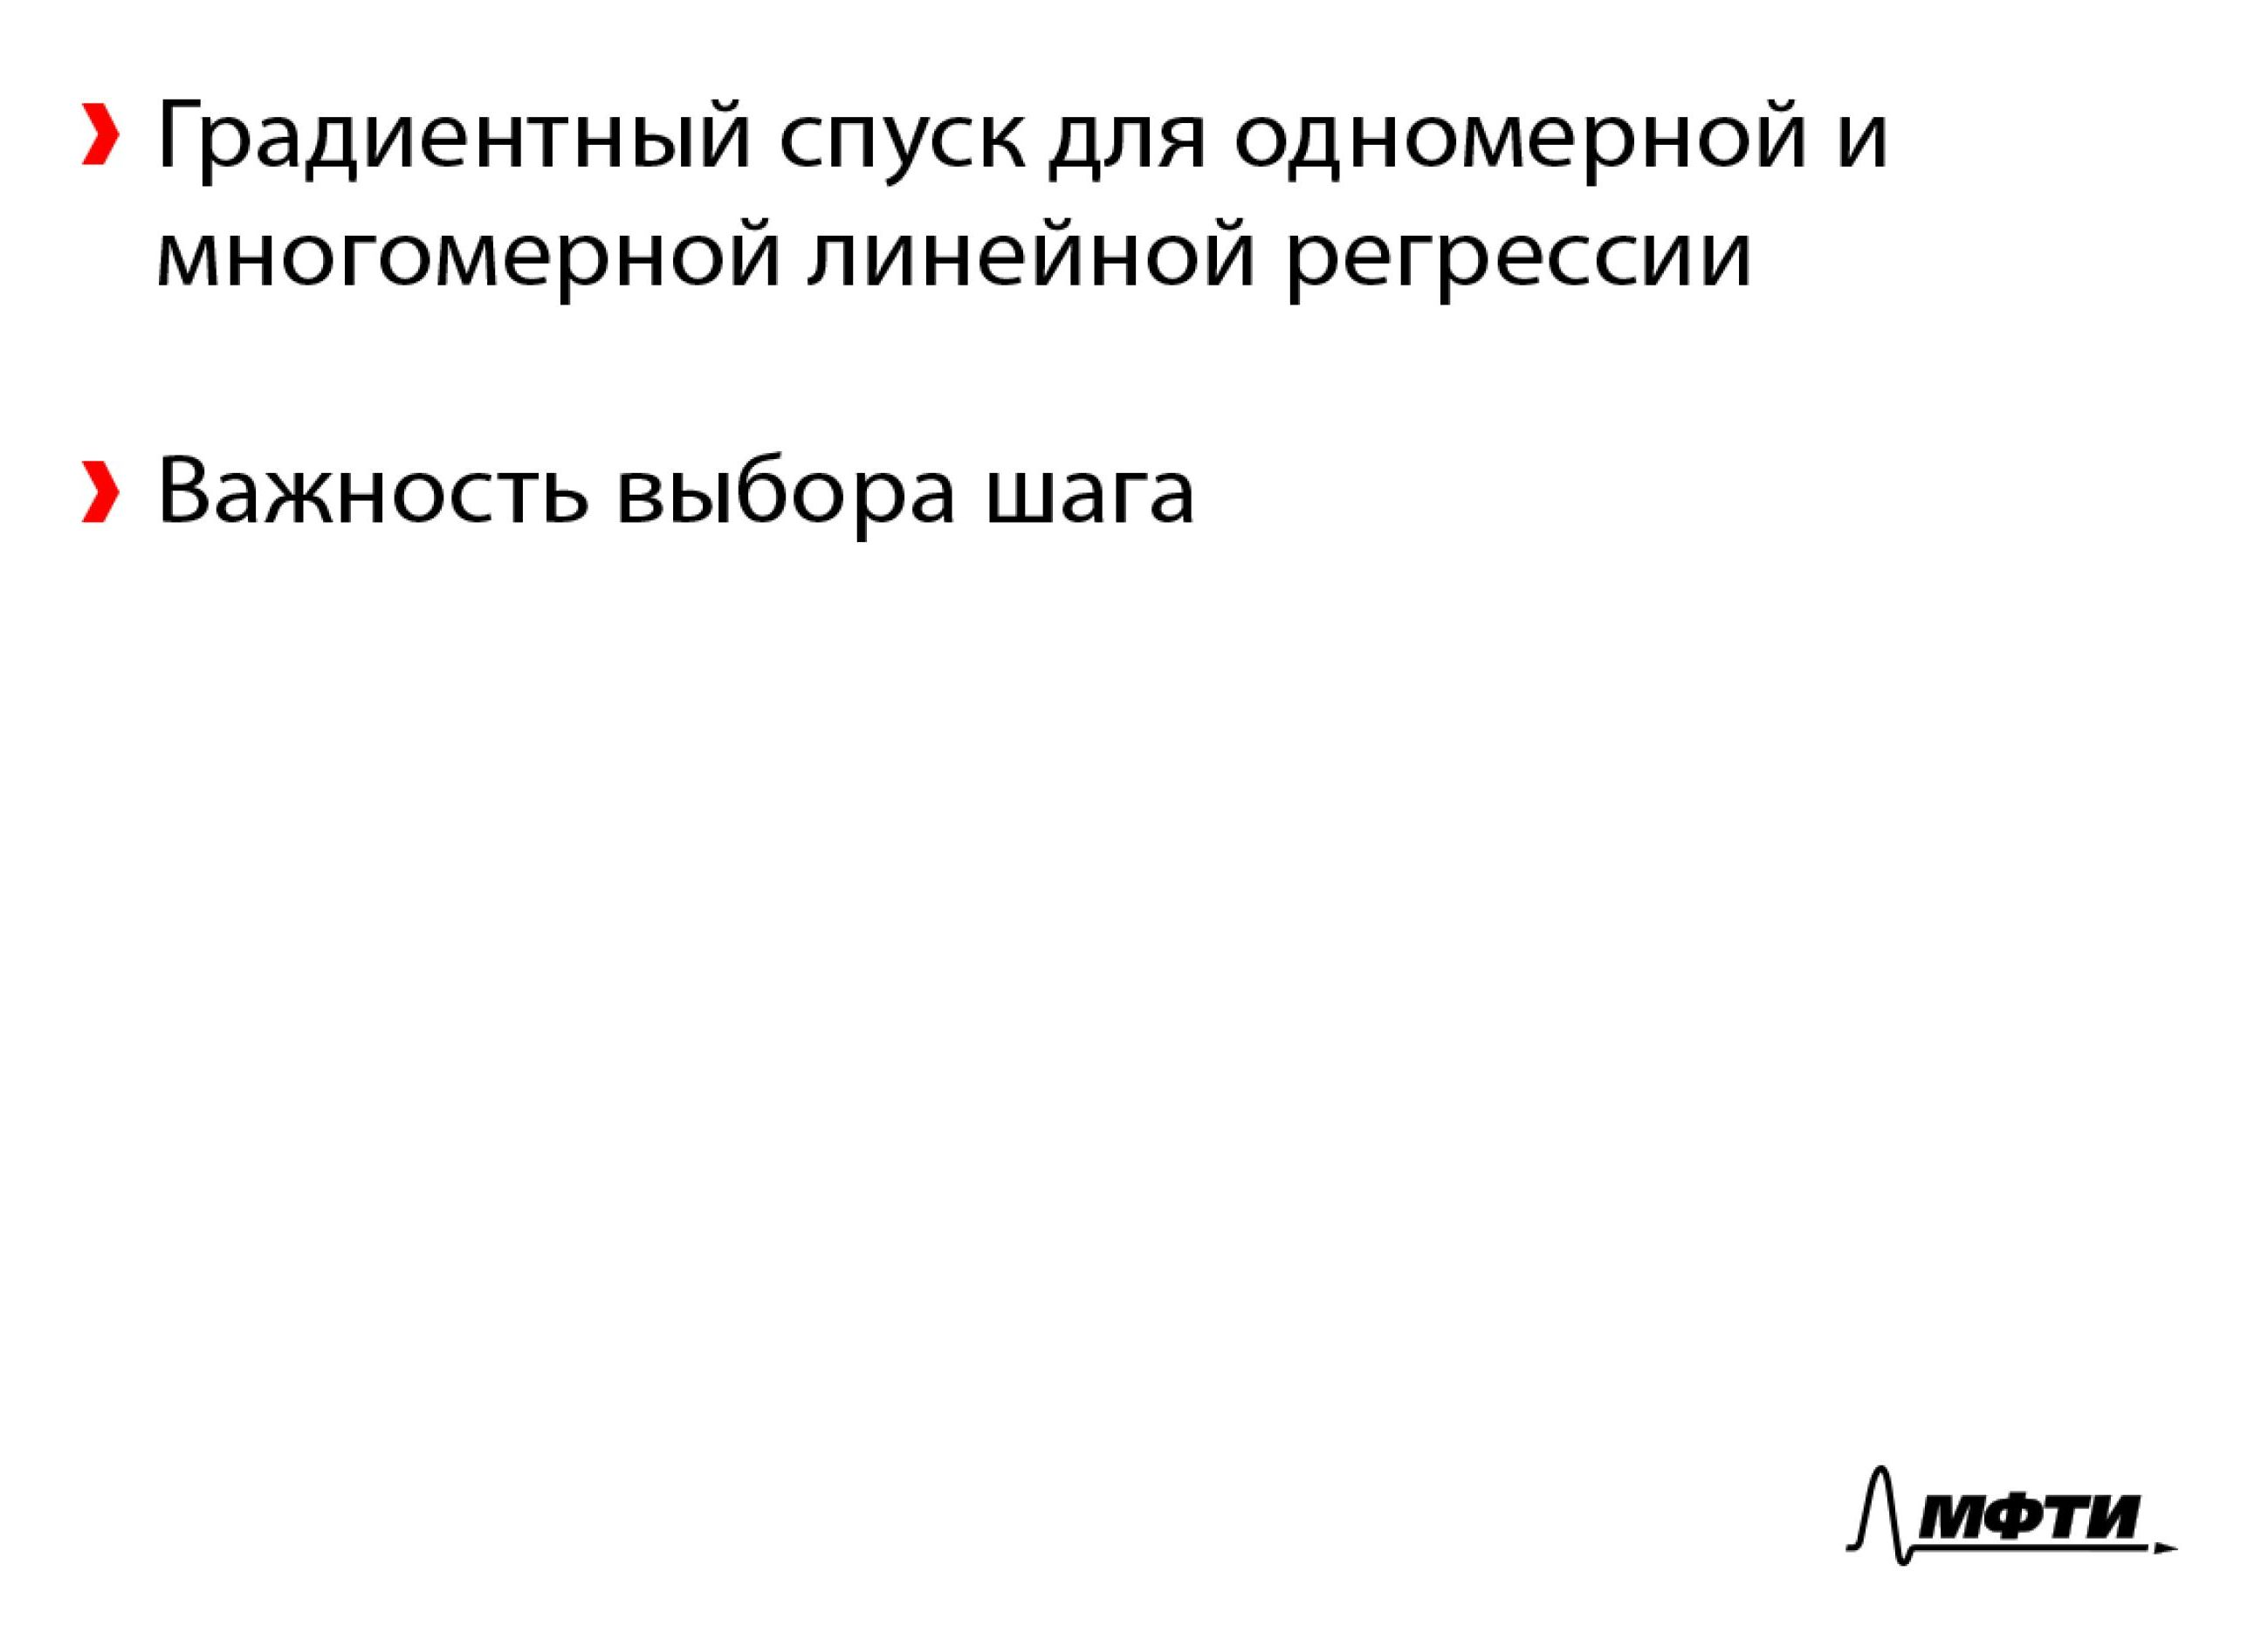 Градиентный спуск для одномерной и
многомерной линейной регрессии
Важность выбора шага
МФТИ